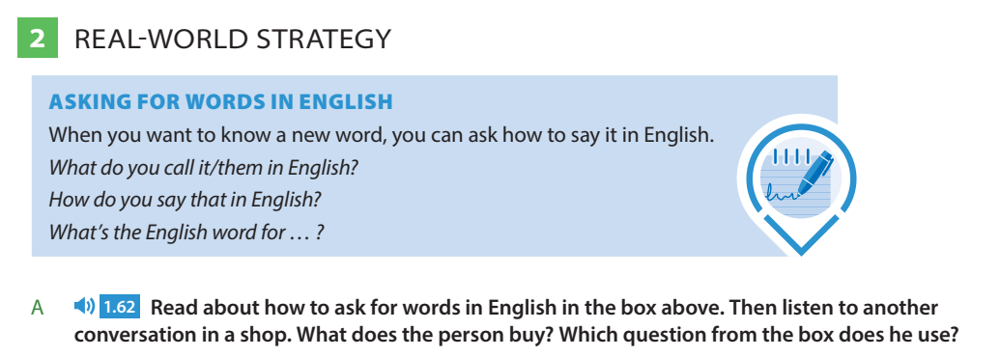 2 REAL-WORLD STRATEGY
ASKING FOR WORDS IN ENGLISH
When you want to know a new word, you can ask how to say it in English.
What do you call it/them in English?
How do you say that in English?
What's the English word for … ?
A 1.62 Read about how to ask for words in English in the box above. Then listen to another
conversation in a shop. What does the person buy? Which question from the box does he use?